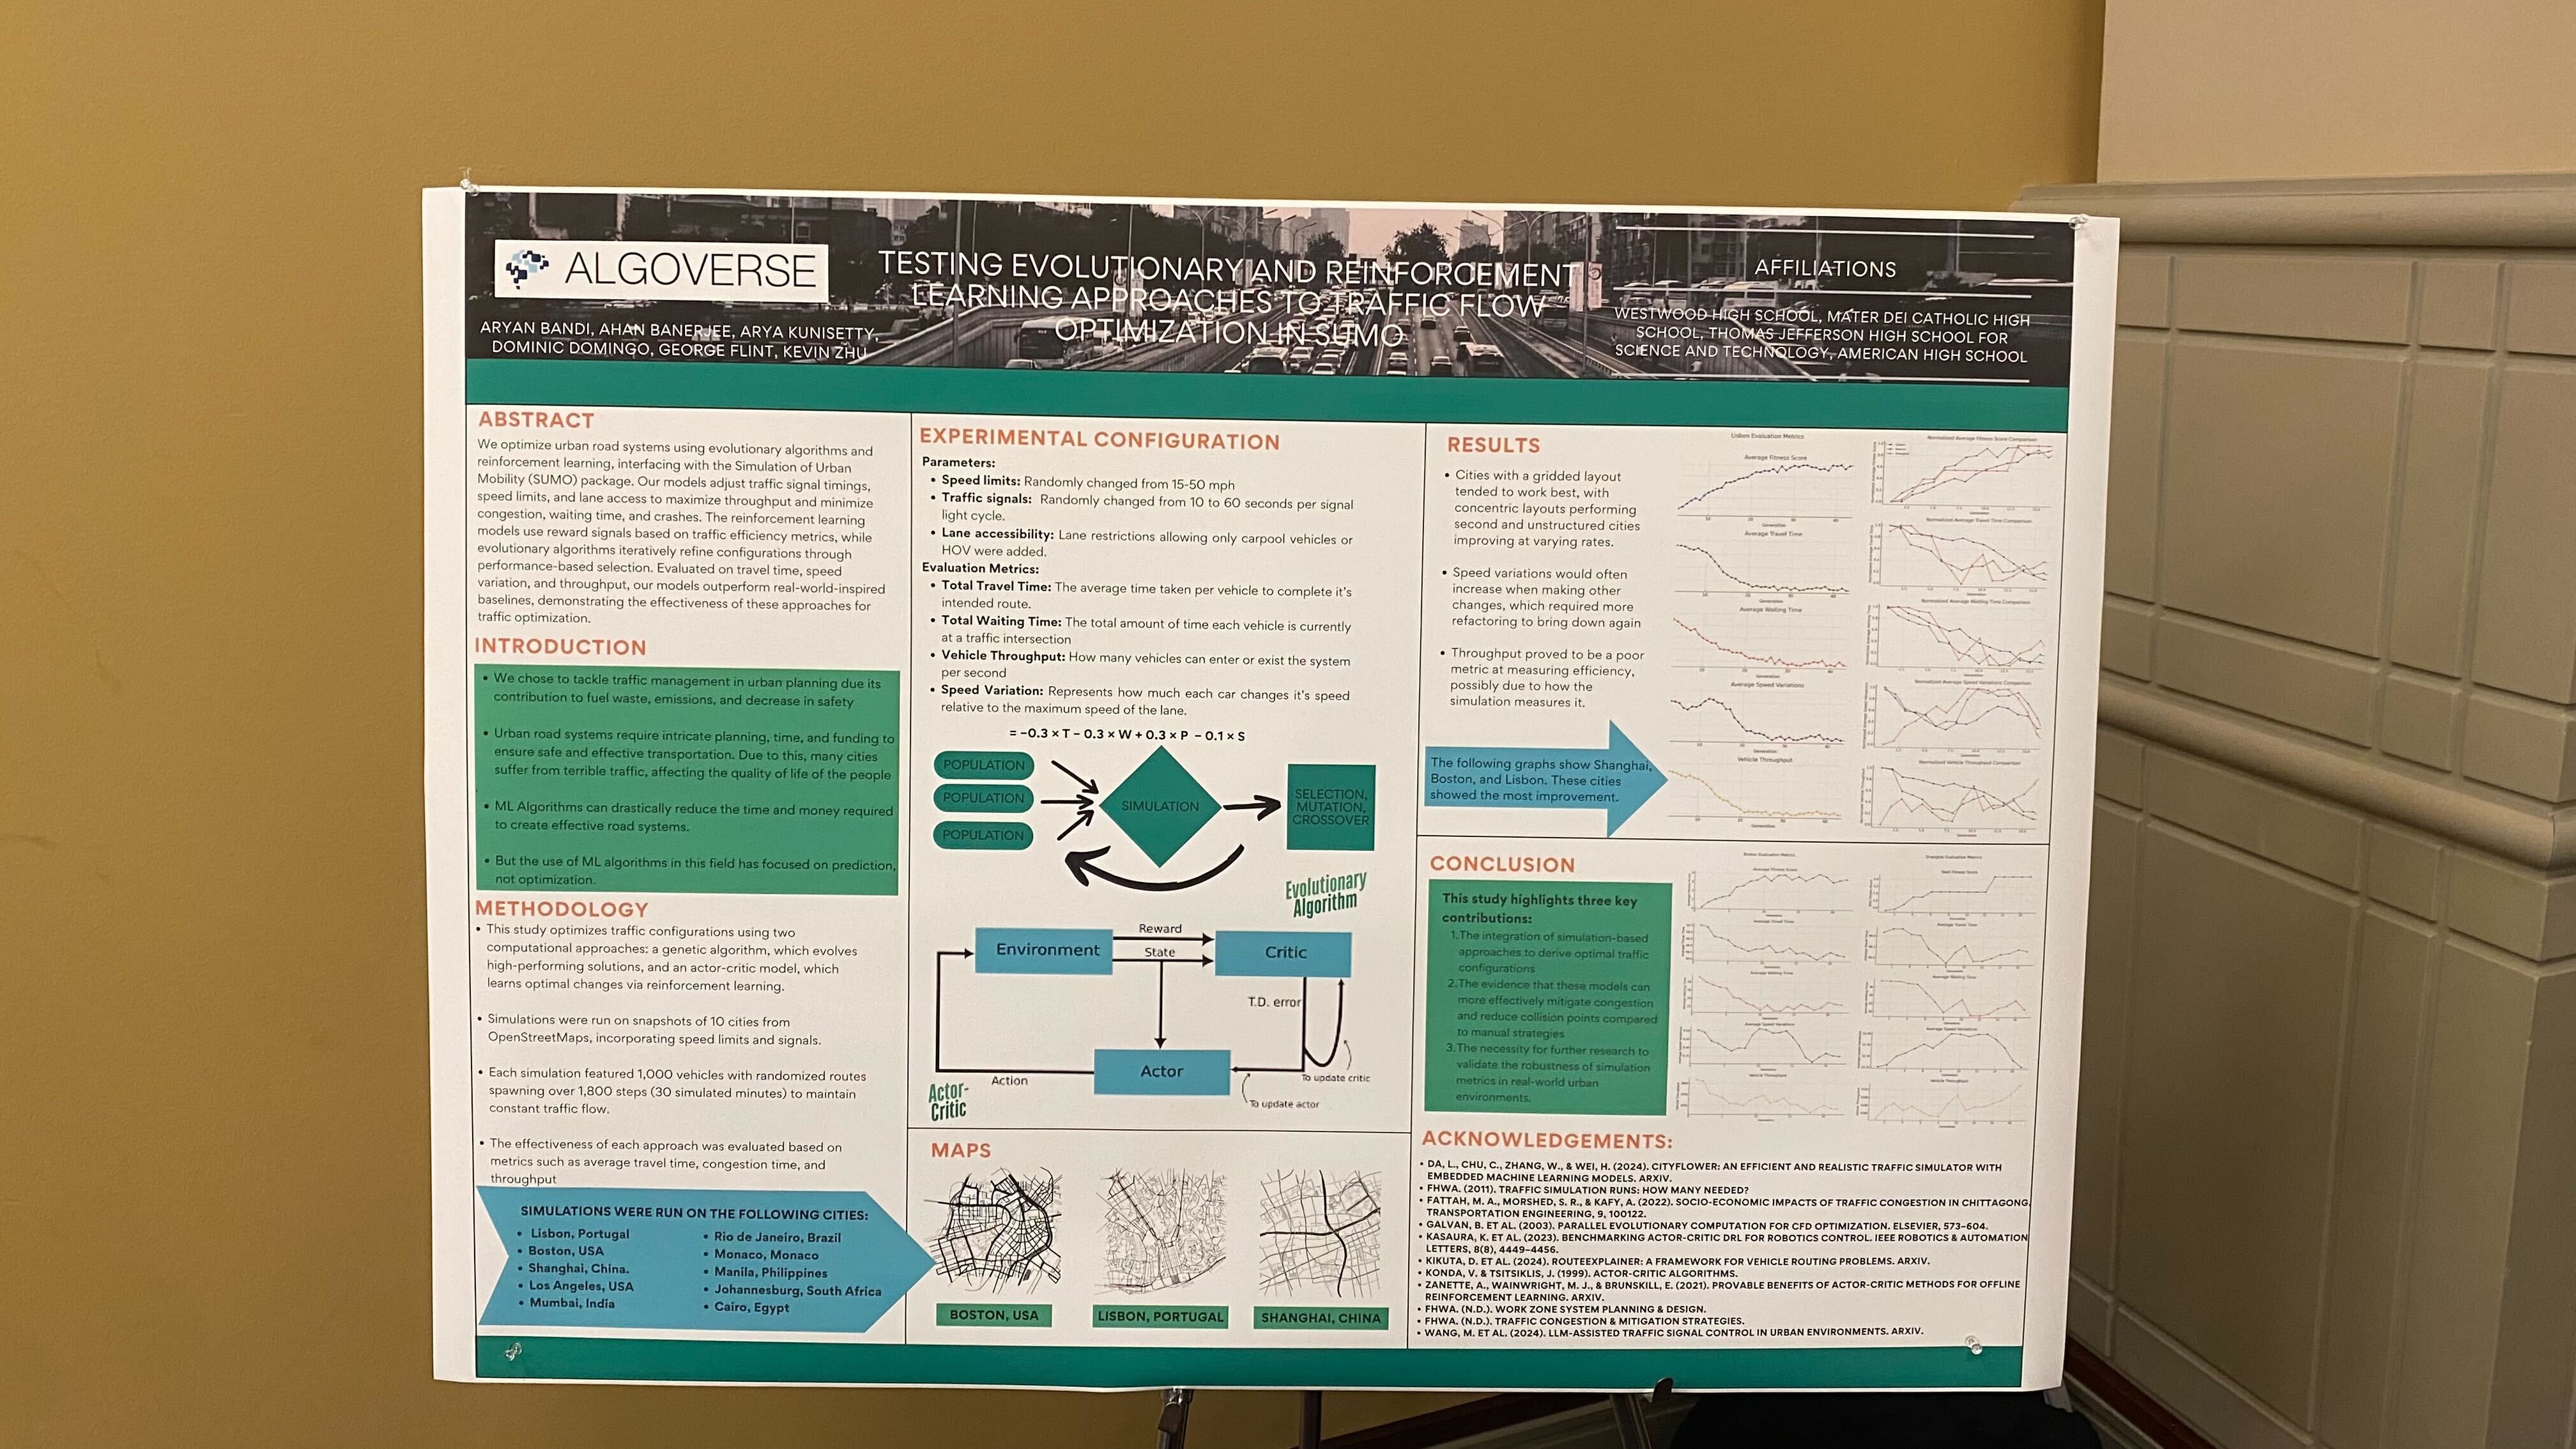 ALGOVERSE
ARYAN BANDI, AHAN BANERJEE, ARYA KUNISETTY,
DOMINIC DOMINGO, GEORGE FLINT, KEVIN ZHU
TESTING EVOLUTIONARY AND REINFORCEMENT
LEARNING APPROACHES TO TRAFFIC FLOW
OPTIMIZATION IN SUMO
AFFILIATIONS
WESTWOOD HIGH SCHOOL, MATER DEI CATHOLIC HIGH
SCHOOL, THOMAS JEFFERSON HIGH SCHOOL FOR
SCIENCE AND TECHNOLOGY, AMERICAN HIGH SCHOOL
ABSTRACT
We optimize urban road systems using evolutionary algorithms and
reinforcement learning, interfacing with the Simulation of Urban
Mobility (SUMO) package. Our models adjust traffic signal timings,
speed limits, and lane access to maximize throughput and minimize
congestion, waiting time, and crashes. The reinforcement learning
models use reward signals based on traffic efficiency metrics, while
evolutionary algorithms iteratively refine configurations through
performance-based selection. Evaluated on travel time, speed
variation, and throughput, our models outperform real-world-inspired
baselines, demonstrating the effectiveness of these approaches for
traffic optimization.
INTRODUCTION
• We chose to tackle traffic management in urban planning due its
contribution to fuel waste, emissions, and decrease in safety
• Urban road systems require intricate planning, time, and funding to
ensure safe and effective transportation. Due to this, many cities
suffer from terrible traffic, affecting the quality of life of the people
• ML Algorithms can drastically reduce the time and money required
to create effective road systems.
• But the use of ML algorithms in this field has focused on prediction,
not optimization.
METHODOLOGY
• This study optimizes traffic configurations using two
computational approaches: a genetic algorithm, which evolves
high-performing solutions, and an actor-critic model, which
learns optimal changes via reinforcement learning.
• Simulations were run on snapshots of 10 cities from
OpenStreetMaps, incorporating speed limits and signals.
• Each simulation featured 1,000 vehicles with randomized routes
spawning over 1,800 steps (30 simulated minutes) to maintain
constant traffic flow.
• The effectiveness of each approach was evaluated based on
metrics such as average travel time, congestion time, and
throughput
SIMULATIONS WERE RUN ON THE FOLLOWING CITIES:
• Lisbon, Portugal
• Boston, USA
• Shanghai, China.
• Los Angeles, USA
• Mumbai, India
• Rio de Janeiro, Brazil
• Monaco, Monaco
• Manila, Philippines
• Johannesburg, South Africa
• Cairo, Egypt
EXPERIMENTAL CONFIGURATION
Parameters:
• Speed limits: Randomly changed from 15-50 mph
• Traffic signals: Randomly changed from 10 to 60 seconds per signal
light cycle.
• Lane accessibility: Lane restrictions allowing only carpool vehicles or
HOV were added.
Evaluation Metrics:
• Total Travel Time: The average time taken per vehicle to complete it's
intended route.
• Total Waiting Time: The total amount of time each vehicle is currently
at a traffic intersection
• Vehicle Throughput: How many vehicles can enter or exist the system
per second
• Speed Variation: Represents how much each car changes it's speed
relative to the maximum speed of the lane.
= −0.3 × T − 0.3 × W + 0.3 × P − 0.1 × S
POPULATION
POPULATION
POPULATION
SIMULATION
SELECTION,
MUTATION,
CROSSOVER
Evolutionary
Algorithm
Environment
Reward
State
Critic
T.D. error
Actor
Action
To update critic
To update actor
Actor-
Critic
MAPS
BOSTON, USA
LISBON, PORTUGAL
SHANGHAI, CHINA
RESULTS
• Cities with a gridded layout
tended to work best, with
concentric layouts performing
second and unstructured cities
improving at varying rates.
• Speed variations would often
increase when making other
changes, which required more
refactoring to bring down again
• Throughput proved to be a poor
metric at measuring efficiency,
possibly due to how the
simulation measures it.
The following graphs show Shanghai,
Boston, and Lisbon. These cities
showed the most improvement.
Lisbon Evaluation Metrics
Average Fitness Score
Generation
Average Travel Time
Generation
Average Waiting Time
Generation
Average Speed Variations
Generation
Vehicle Throughput
Generation
Normalized Average Fitness Score Comparison
Normalized Average Travel Time Comparison
Normalized Average Waiting Time Comparison
Normalized Average Speed Variations Comparison
Normalized Vehicle Throughput Comparison
CONCLUSION
This study highlights three key
contributions:
1.The integration of simulation-based
approaches to derive optimal traffic
configurations
2.The evidence that these models can
more effectively mitigate congestion
and reduce collision points compared
to manual strategies
3.The necessity for further research to
validate the robustness of simulation
metrics in real-world urban
environments.
Boston Evaluation Metrics
Average Fitness Score
Average Travel Time
Average Waiting Time
Average Speed Variations
Vehicle Throughput
Shanghai Evaluation Metrics
Average Travel Time
Average Waiting Time
Average Speed Variations
Vehicle Throughput
ACKNOWLEDGEMENTS:
• DA, L., CHU, C., ZHANG, W., & WEI, H. (2024). CITYFLOWER: AN EFFICIENT AND REALISTIC TRAFFIC SIMULATOR WITH
EMBEDDED MACHINE LEARNING MODELS. ARXIV.
• FHWA. (2011). TRAFFIC SIMULATION RUNS: HOW MANY NEEDED?
• FATTAH, M. A., MORSHED, S. R., & KAFY, A. (2022). SOCIO-ECONOMIC IMPACTS OF TRAFFIC CONGESTION IN CHITTAGONG.
TRANSPORTATION ENGINEERING, 9, 100122.
• GALVAN, B. ET AL. (2003). PARALLEL EVOLUTIONARY COMPUTATION FOR CFD OPTIMIZATION. ELSEVIER, 573–604.
• KASAURA, K. ET AL. (2023). BENCHMARKING ACTOR-CRITIC DRL FOR ROBOTICS CONTROL. IEEE ROBOTICS & AUTOMATION
LETTERS, 8(8), 4449–4456.
• KIKUTA, D. ET AL. (2024). ROUTEEXPLAINER: A FRAMEWORK FOR VEHICLE ROUTING PROBLEMS. ARXIV.
• KONDA, V. & TSITSIKLIS, J. (1999). ACTOR-CRITIC ALGORITHMS.
• ZANETTE, A., WAINWRIGHT, M. J., & BRUNSKILL, E. (2021). PROVABLE BENEFITS OF ACTOR-CRITIC METHODS FOR OFFLINE
REINFORCEMENT LEARNING. ARXIV.
• FHWA. (N.D.). WORK ZONE SYSTEM PLANNING & DESIGN.
• FHWA. (N.D.). TRAFFIC CONGESTION & MITIGATION STRATEGIES.
• WANG, M. ET AL. (2024). LLM-ASSISTED TRAFFIC SIGNAL CONTROL IN URBAN ENVIRONMENTS. ARXIV.